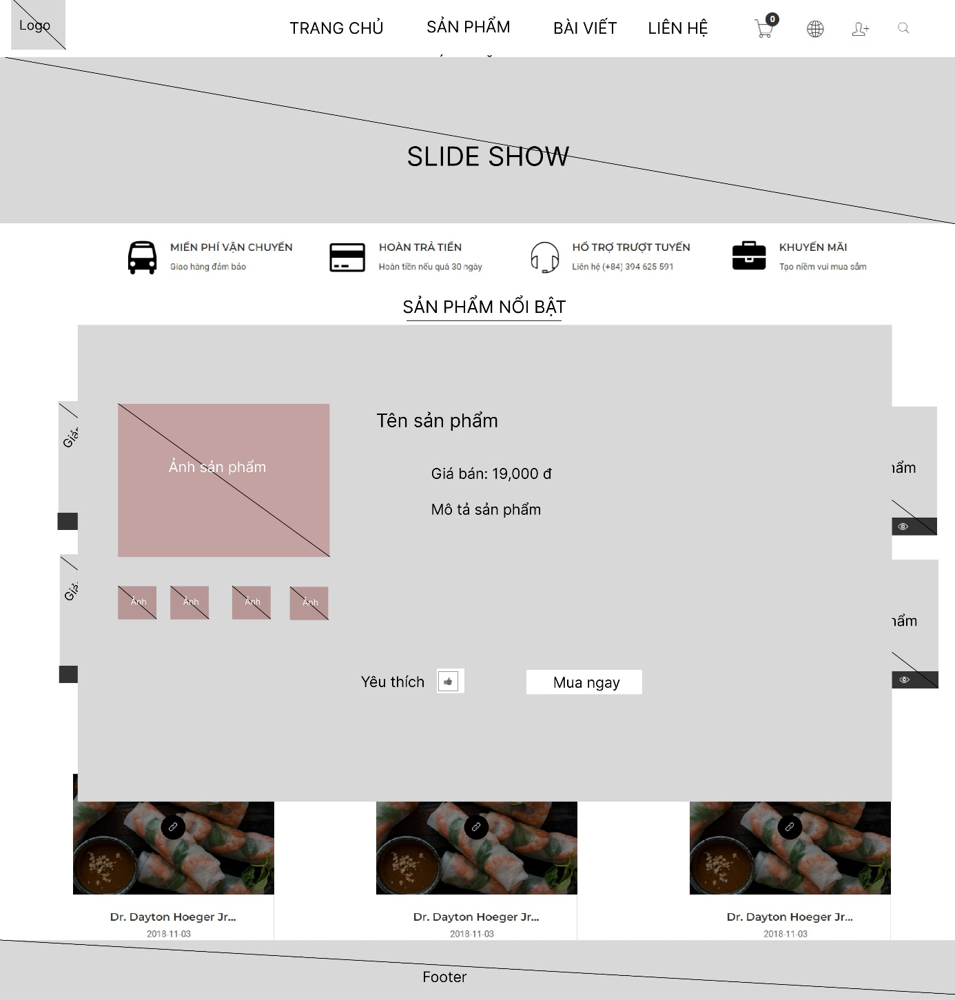 Logo
TRANG CHỦ
SẢN PHẨM
BÀI VIẾT
LIÊN HỆ
0
SLIDE SHOW
MIỄN PHÍ VẬN CHUYỂN
Giao hàng đảm bảo
HOÀN TRẢ TIỀN
Hoàn tiền nếu quá 30 ngày
HỖ TRỢ TRƯỢT TUYẾN
Liên hệ (+84) 394 625 591
KHUYẾN MÃI
Tạo niềm vui mua sắm
SẢN PHẨM NỔI BẬT
Ảnh sản phẩm
Tên sản phẩm
Giá bán: 19,000 đ
Mô tả sản phẩm
Ảnh
Ảnh
Ảnh
Ảnh
Yêu thích
Mua ngay
Dr. Dayton Hoeger Jr...
2018-11-03
Dr. Dayton Hoeger Jr...
2018-11-03
Dr. Dayton Hoeger Jr...
2018-11-03
Footer